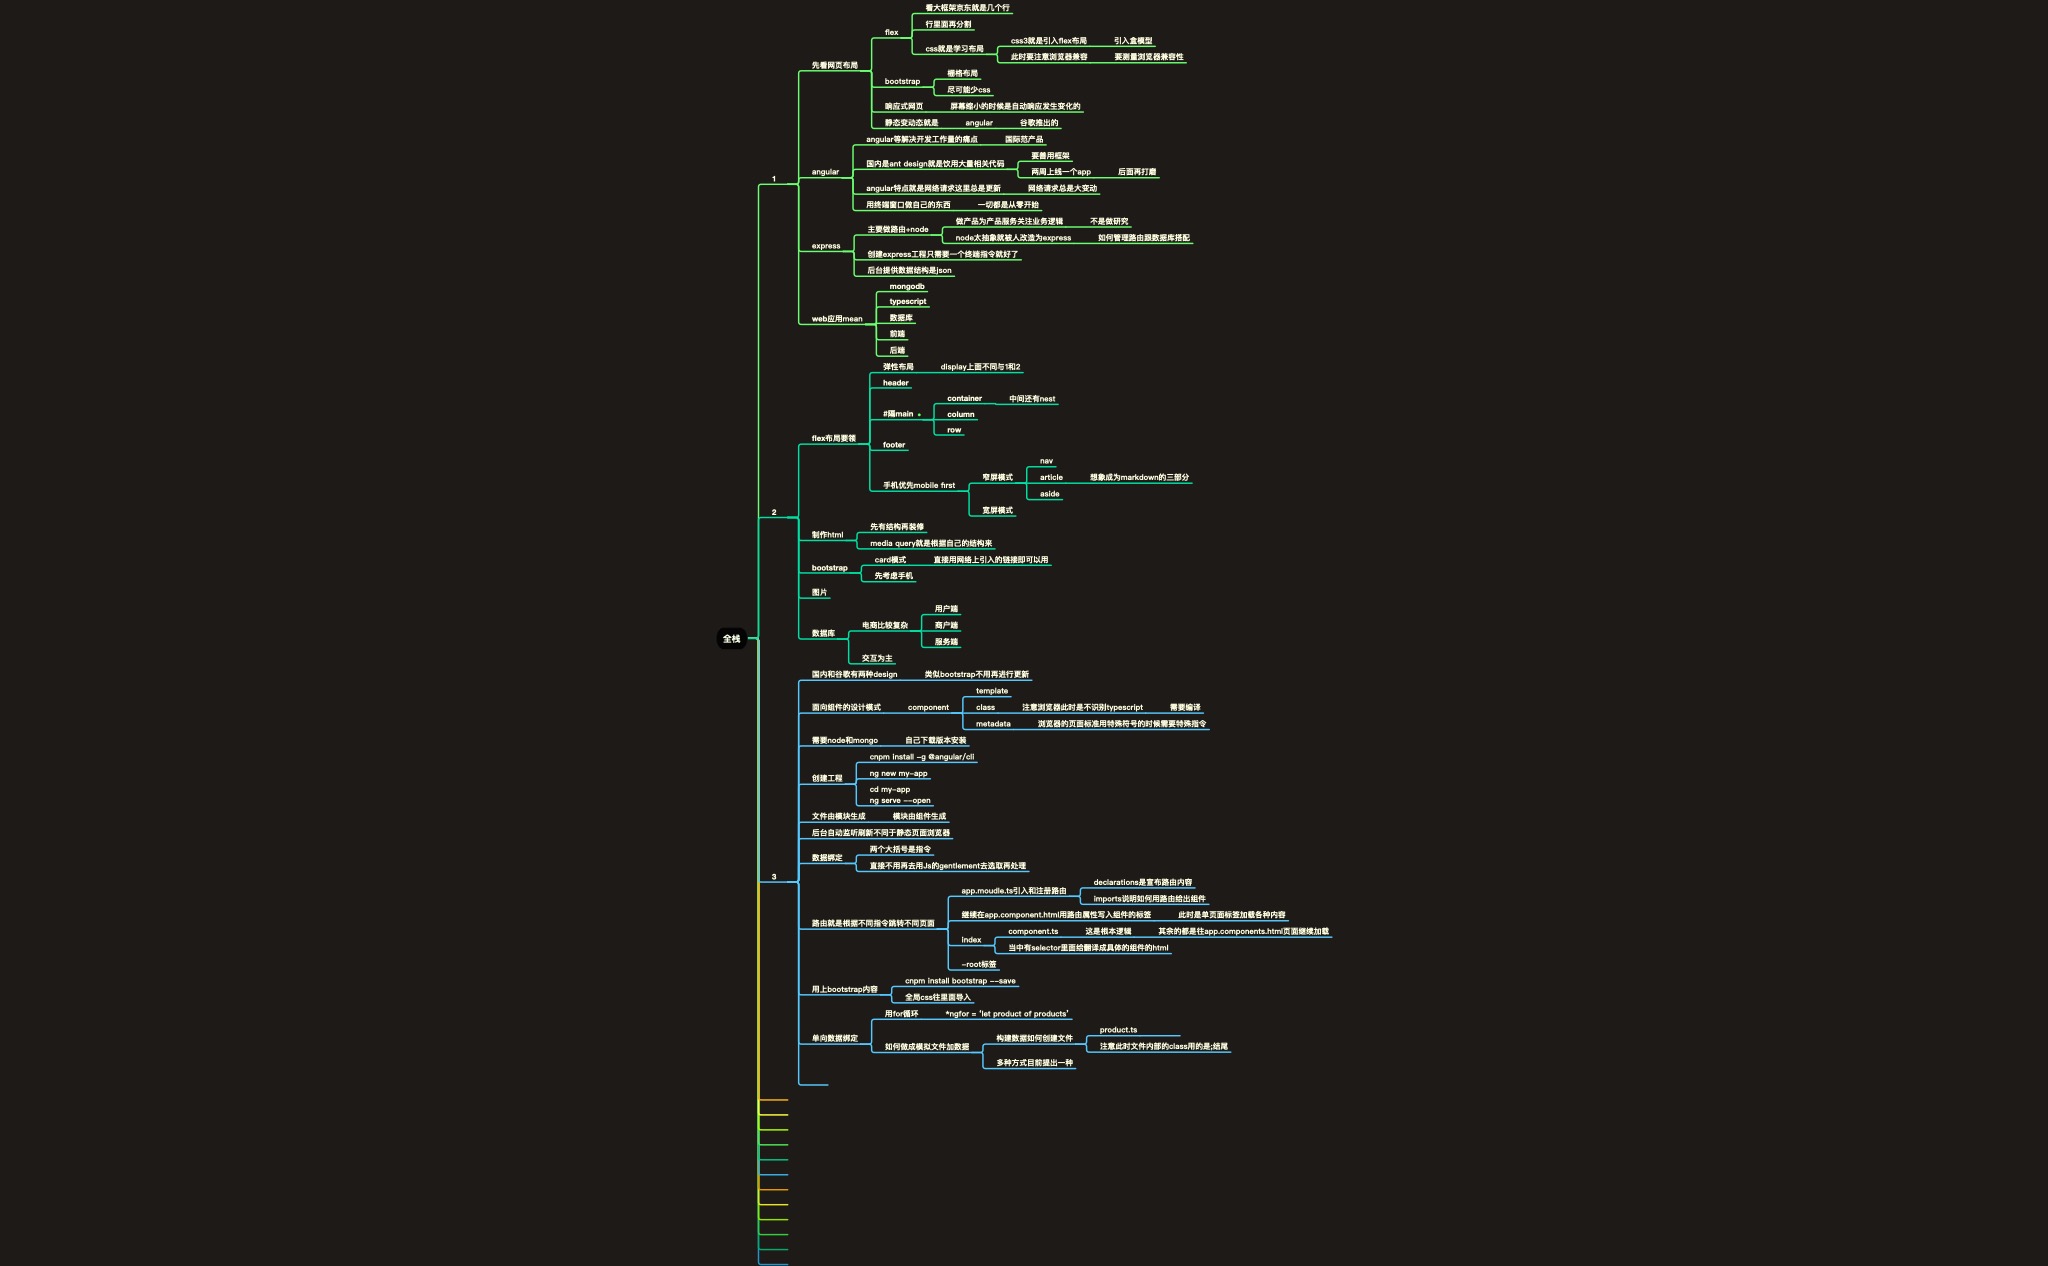 全栈
1
先看网页布局
flex
看大框架京东就是几个行
行里面再分割
css就是学习布局
css3就是引入flex布局
引入盒模型
此时要注意浏览器兼容
要测量浏览器兼容性
bootstrap
栅格布局
尽可能少css
响应式网页
屏幕缩小的时候是自动响应发生变化的
静态变动态就是
angular
谷歌推出的
angular
angular等解决开发工作量的痛点
国际范产品
国内是ant design就是饮用大量相关代码
要善用框架
两周上线一个app
后面再打磨
angular特点就是网络请求这里总是更新
网络请求总是大变动
用终端窗口做自己的东西
一切都是从零开始
express
主要做路由+node
做产品为产品服务关注业务逻辑
不是做研究
node太抽象就被人改造为express
如何管理路由跟数据库搭配
创建express工程只需要一个终端指令就好了
后台提供数据结构是json
web应用mean
mongodb
typescript
数据库
前端
后端
2
flex布局要领
弹性布局
display上面不同与1和2
header
#隔main
container
中间还有nest
column
row
footer
手机优先mobile first
窄屏模式
nav
article
想象成为markdown的三部分
aside
宽屏模式
制作html
先有结构再装修
media query就是根据自己的结构来
bootstrap
card模式
直接用网络上引入的链接即可以用
先考虑手机
图片
数据库
电商比较复杂
用户端
商户端
服务端
交互为主
3
国内和谷歌有两种design
类似bootstrap不用再进行更新
面向组件的设计模式
component
template
class
注意浏览器此时是不识别typescript
需要编译
metadata
浏览器的页面标准用特殊符号的时候需要特殊指令
需要node和mongo
自己下载版本安装
创建工程
cnpm install -g @angular/cli
ng new my-app
cd my-app
ng serve --open
文件由模块生成
模块由组件生成
后台自动监听刷新不同于静态页面浏览器
数据绑定
两个大括号是指令
直接不用再去用Js的gentlement去选取再处理
路由就是根据不同指令跳转不同页面
app.moudle.ts引入和注册路由
declarations是宣布路由内容
imports说明如何用路由给出组件
继续在app.component.html用路由属性写入组件的标签
此时是单页面标签加载各种内容
index
component.ts
这是根本逻辑
其余的都是往app.components.html页面继续加载
当中有selector里面给翻译成具体的组件的html
-root标签
用上bootstrap内容
cnpm install bootstrap --save
全局css往里面导入
单向数据绑定
用for循环
*ngfor = 'let product of products'
如何做成模拟文件加数据
构建数据如何创建文件
product.ts
注意此时文件内部的class用的是;结尾
多种方式目前提出一种